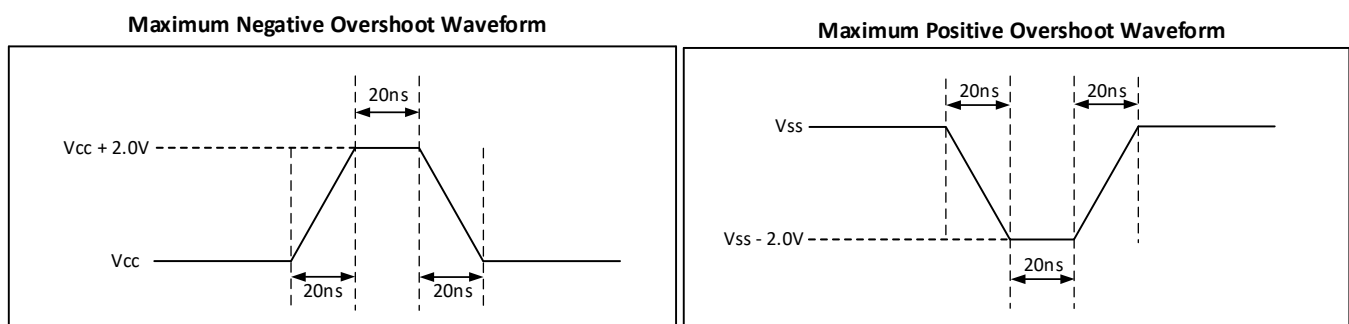 Maximum Negative Overshoot Waveform
20ns
Vcc + 2.0V
Vcc
20ns
20ns
Maximum Positive Overshoot Waveform
20ns
20ns
Vss
Vss - 2.0V
20ns